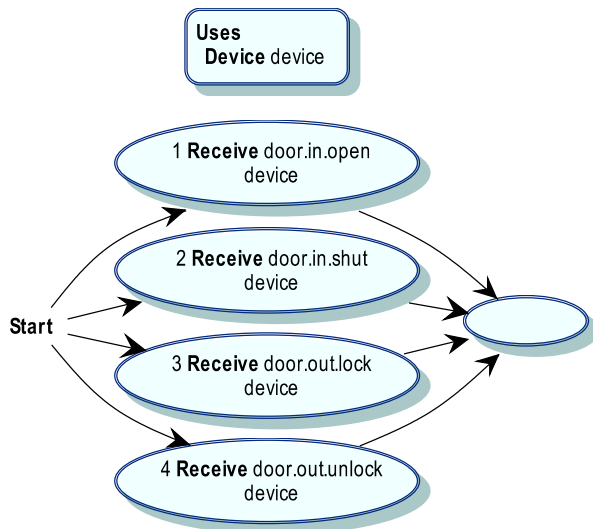 Uses
Device device
1 Receive door.in.open
device
2 Receive door.in.shut
device
Start
3 Receive door.out.lock
device
4 Receive door.out.unlock
device